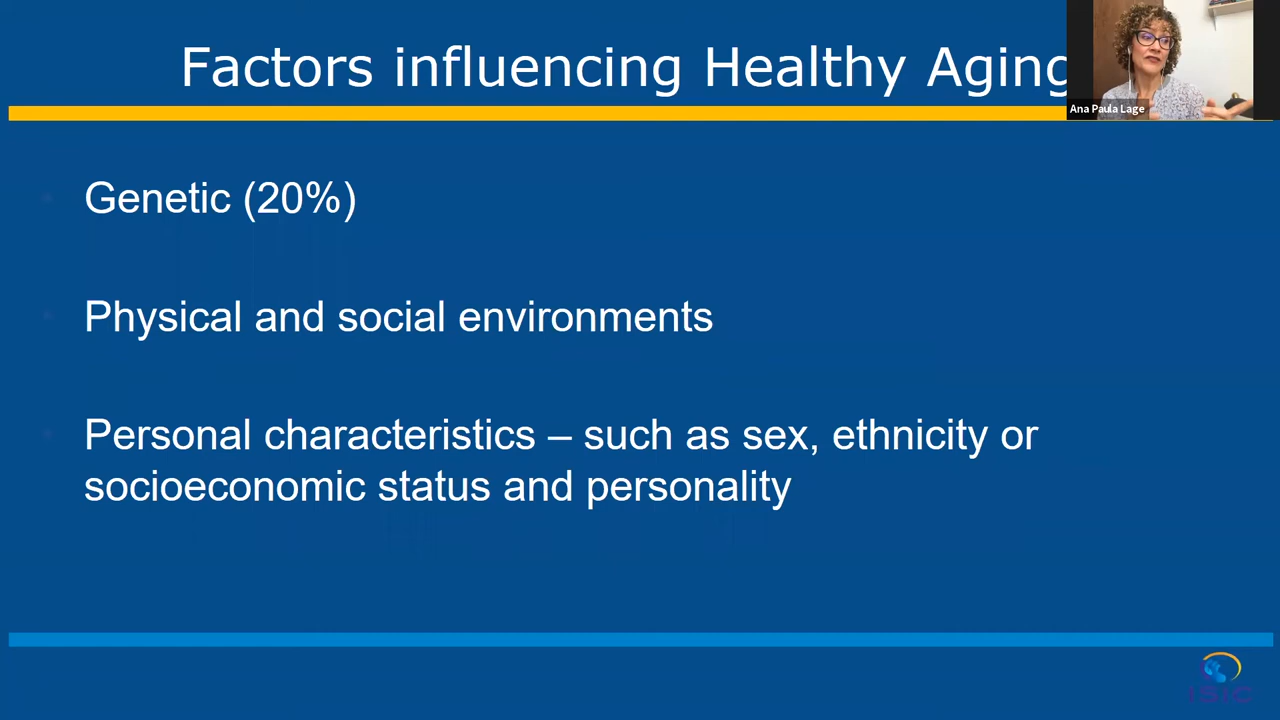 Factors influencing Healthy Aging
Ana Paula Lage
Genetic (20%)
Physical and social environments
Personal characteristics – such as sex, ethnicity or
socioeconomic status and personality
ISIC